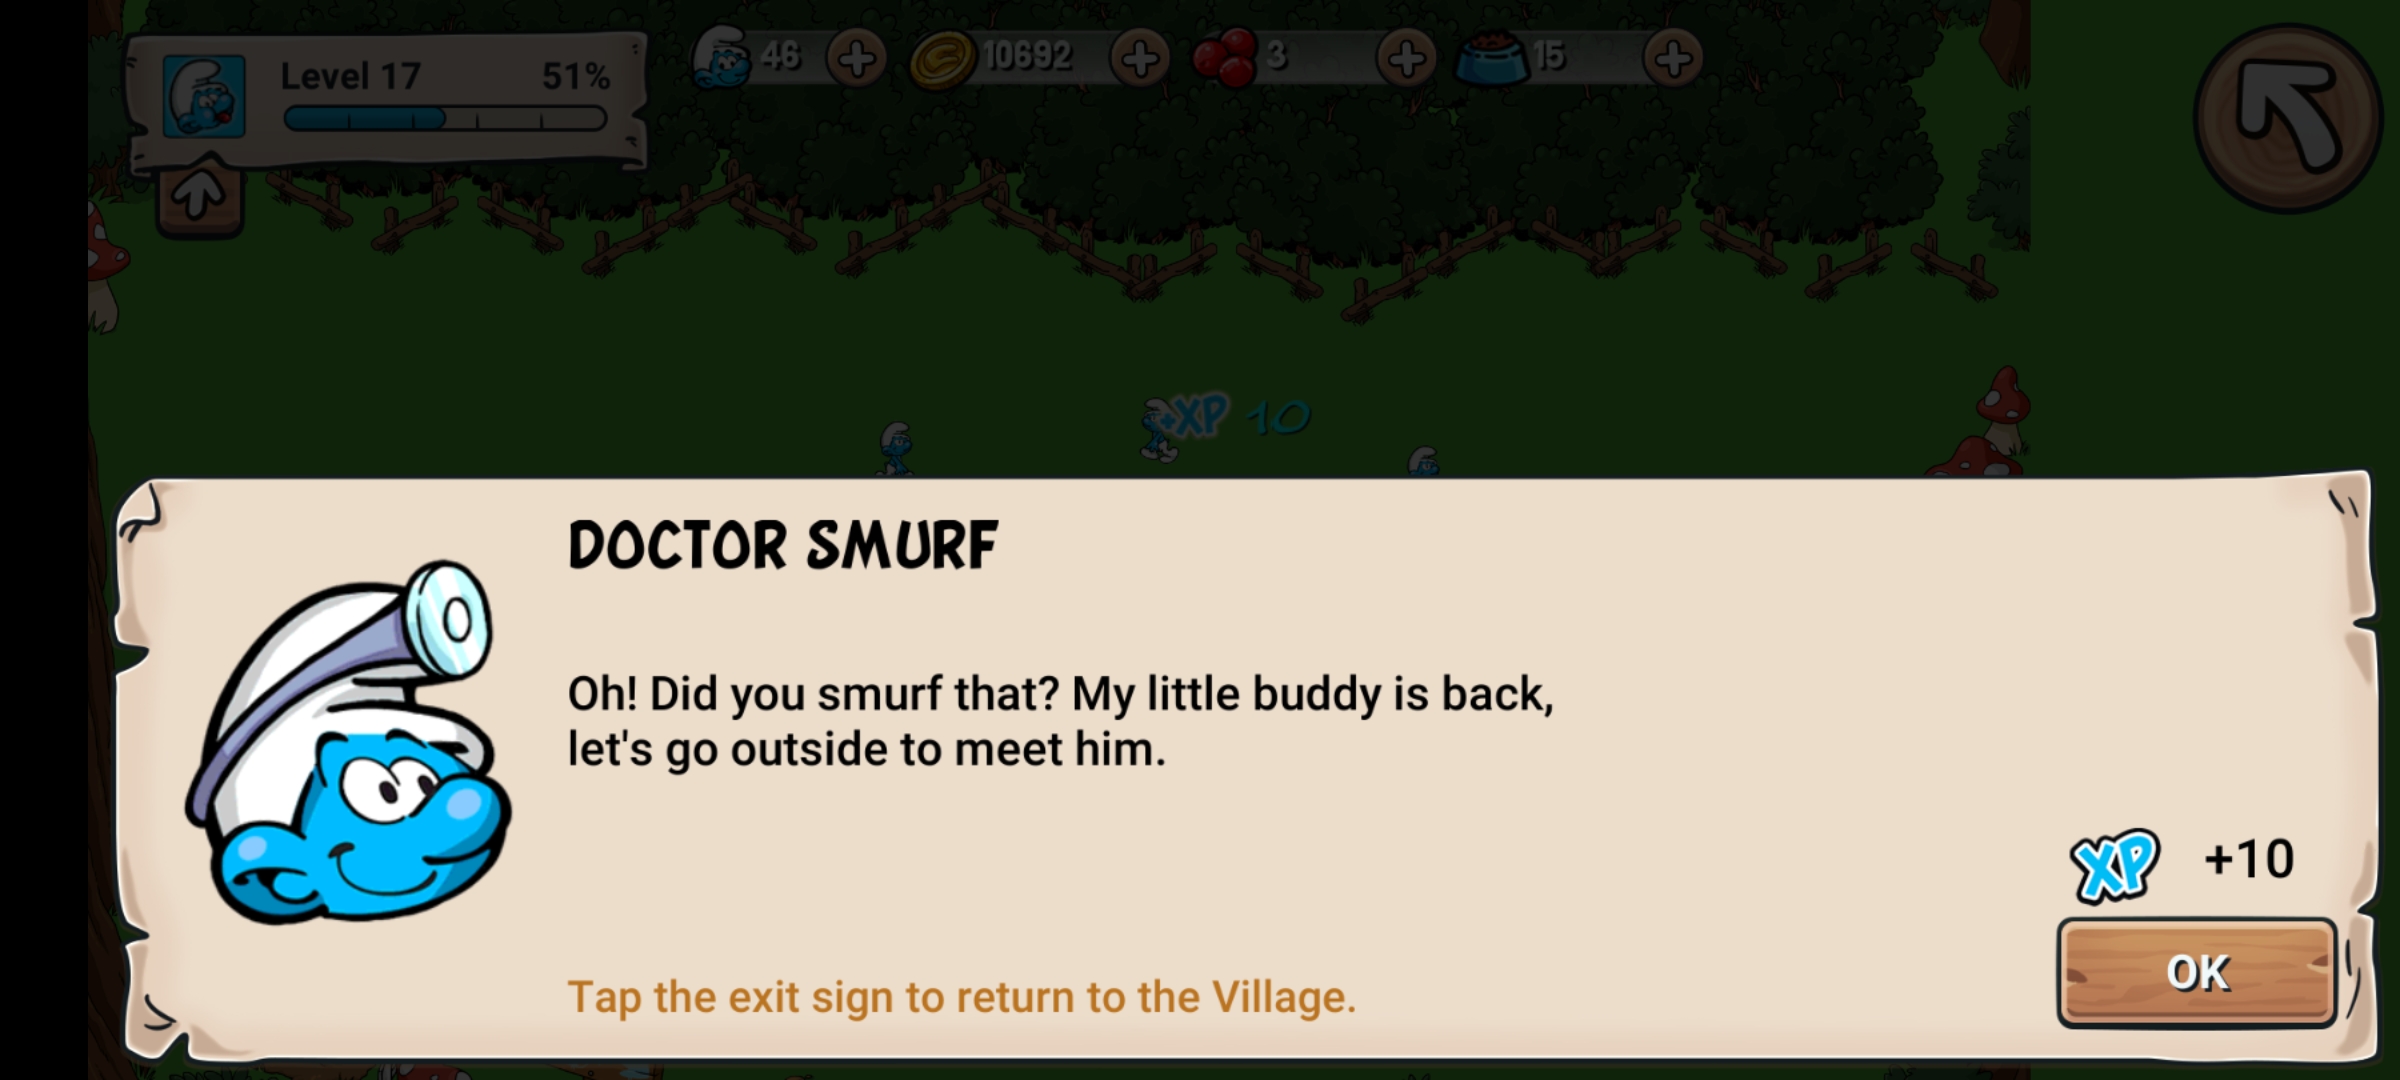 Level 17 51%
46
10692
3
15
+XP 10
DOCTOR SMURF
Oh! Did you smurf that? My little buddy is back,
let's go outside to meet him.
XP +10
Tap the exit sign to return to the Village.
OK